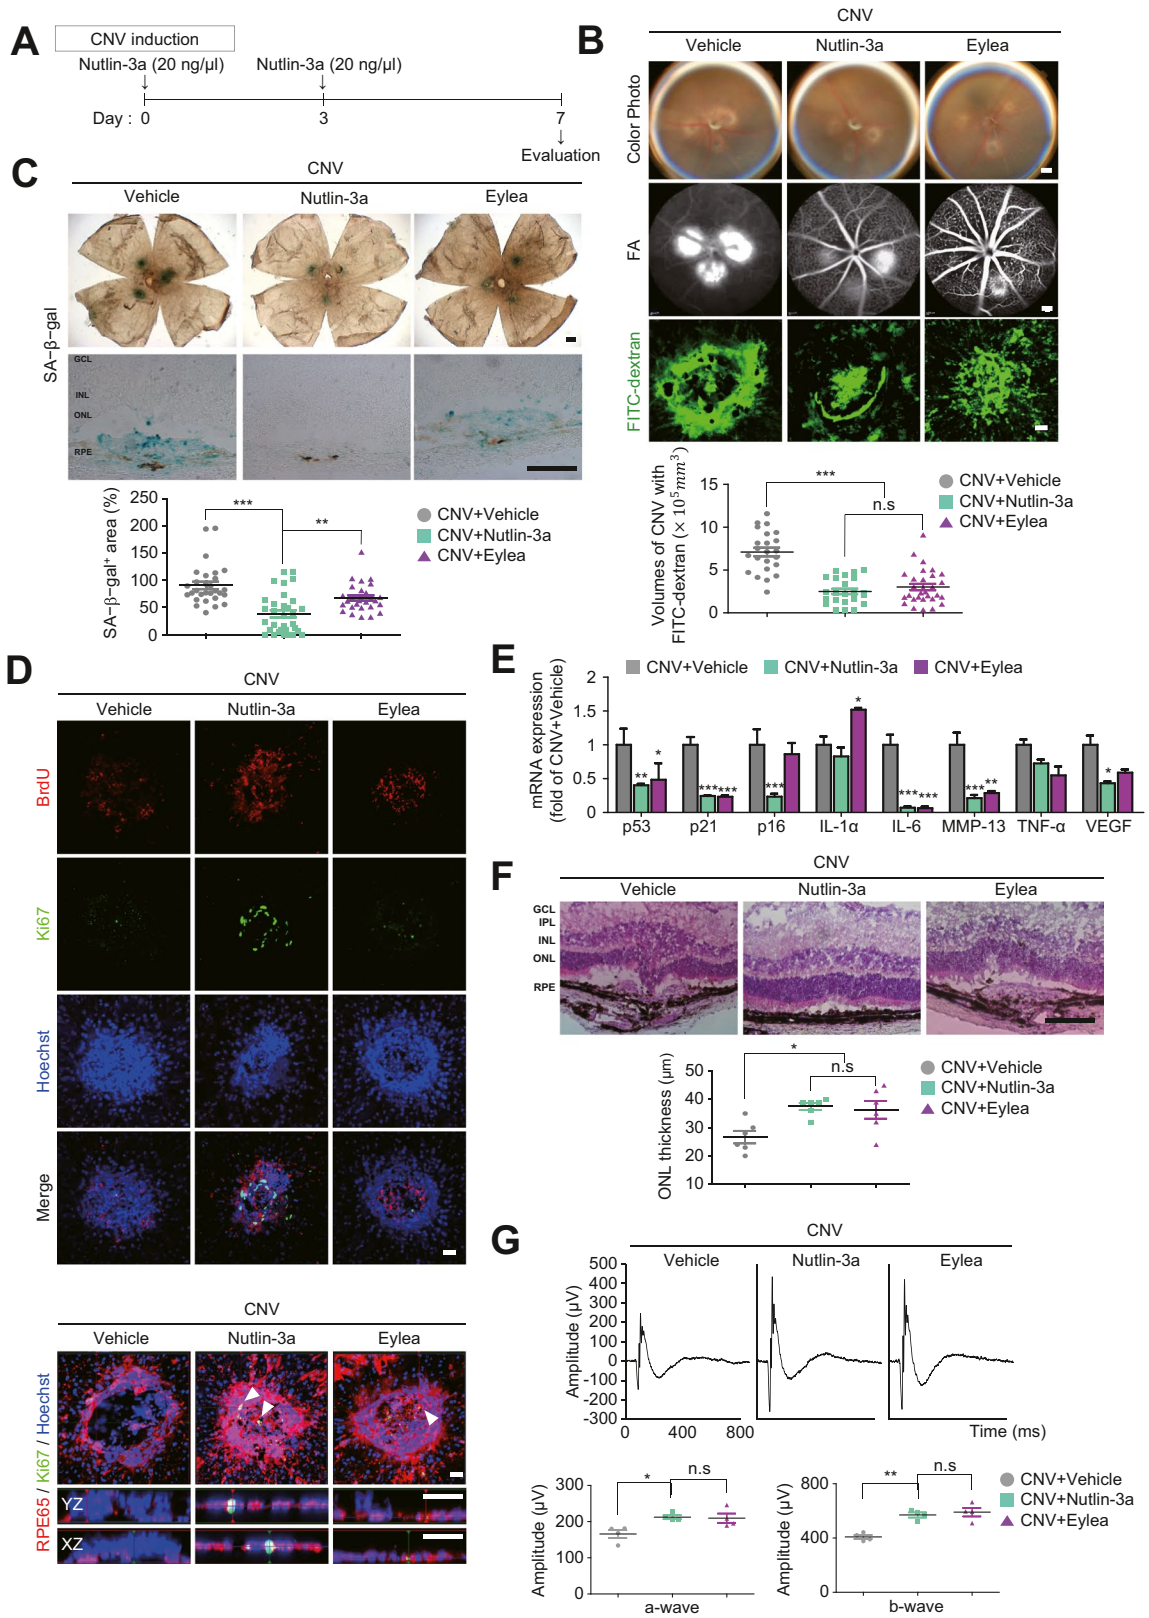 A
CNV induction
Nutlin-3a (20 ng/µl)
Nutlin-3a (20 ng/µl)
Day : 0
3
7
Evaluation
B
CNV
Vehicle
Nutlin-3a
Eylea
Color Photo
FA
FITC-dextran
Volumes of CNV with
FITC-dextran (× 10⁵mm³)
15
10
5
0
***
n.s
CNV+Vehicle
CNV+Nutlin-3a
CNV+Eylea
C
CNV
Vehicle
Nutlin-3a
Eylea
SA−β−gal
GCL
INL
ONL
RPE
SA−β−gal⁺ area (%)
250
200
150
100
50
0
***
**
CNV+Vehicle
CNV+Nutlin-3a
CNV+Eylea
D
CNV
Vehicle
Nutlin-3a
Eylea
BrdU
Ki67
Hoechst
Merge
CNV
Vehicle
Nutlin-3a
Eylea
RPE65 / Ki67 / Hoechst
YZ
XZ
E
CNV+Vehicle
CNV+Nutlin-3a
CNV+Eylea
mRNA expression
(fold of CNV+Vehicle)
2
1.5
1
0.5
0
**
*
***
***
***
*
***
***
***
**
*
p53
p21
p16
IL-1α
IL-6
MMP-13
TNF-α
VEGF
F
CNV
Vehicle
Nutlin-3a
Eylea
GCL
IPL
INL
ONL
RPE
ONL thickness (µm)
50
40
30
20
10
*
n.s
CNV+Vehicle
CNV+Nutlin-3a
CNV+Eylea
G
CNV
Vehicle
Nutlin-3a
Eylea
Amplitude (µV)
500
400
300
200
100
0
-100
-200
-300
0
400
800
Time (ms)
Amplitude (µV)
300
200
100
0
*
n.s
a-wave
Amplitude (µV)
800
400
0
**
n.s
b-wave
CNV+Vehicle
CNV+Nutlin-3a
CNV+Eylea